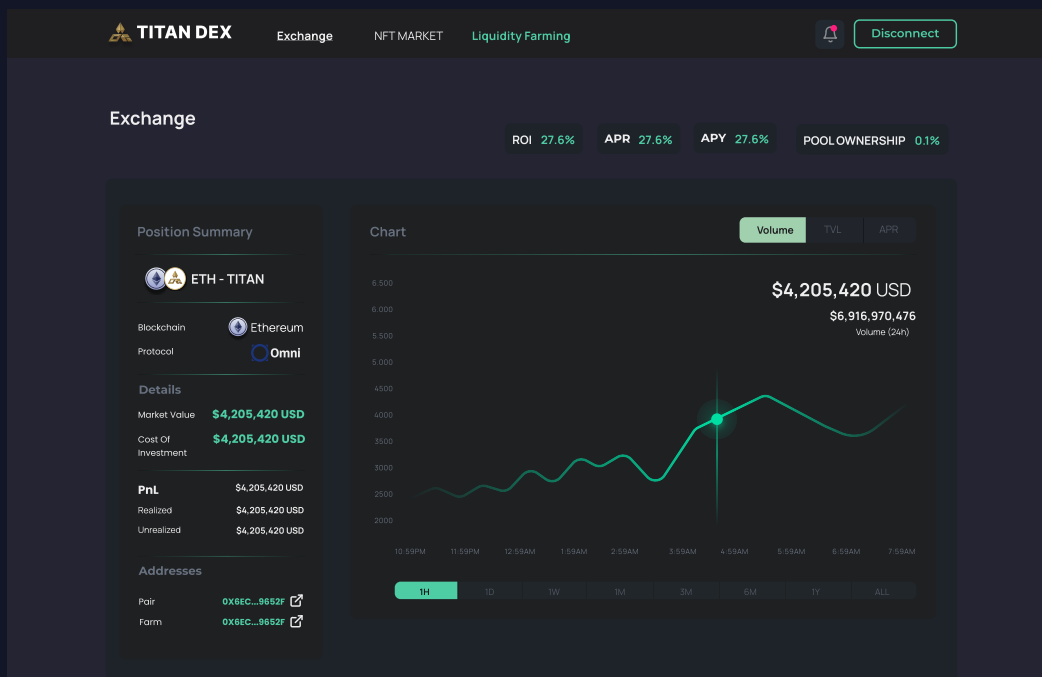 TITAN DEX
Exchange
NFT MARKET
Liquidity Farming
Disconnect
Exchange
ROI 27.6%
APR 27.6%
APY 27.6%
POOL OWNERSHIP 0.1%
Position Summary
ETH - TITAN
Blockchain
Ethereum
Protocol
Omni
Details
Market Value $4,205,420 USD
Cost Of
Investment
$4,205,420 USD
PnL $4,205,420 USD
Realized $4,205,420 USD
Unrealized $4,205,420 USD
Addresses
Pair 0X6EC...9652F
Farm 0X6EC...9652F
Chart
Volume
TVL
APR
$4,205,420 USD
$6,916,970,476
Volume (24h)
6.500
6.000
5.500
5.000
4500
4000
3500
3000
2500
2000
10:59PM 11:59PM 12:59AM 1:59AM 2:59AM 3:59AM 4:59AM 5:59AM 6:59AM 7:59AM
1H 1D 1W 1M 3M 6M 1Y ALL